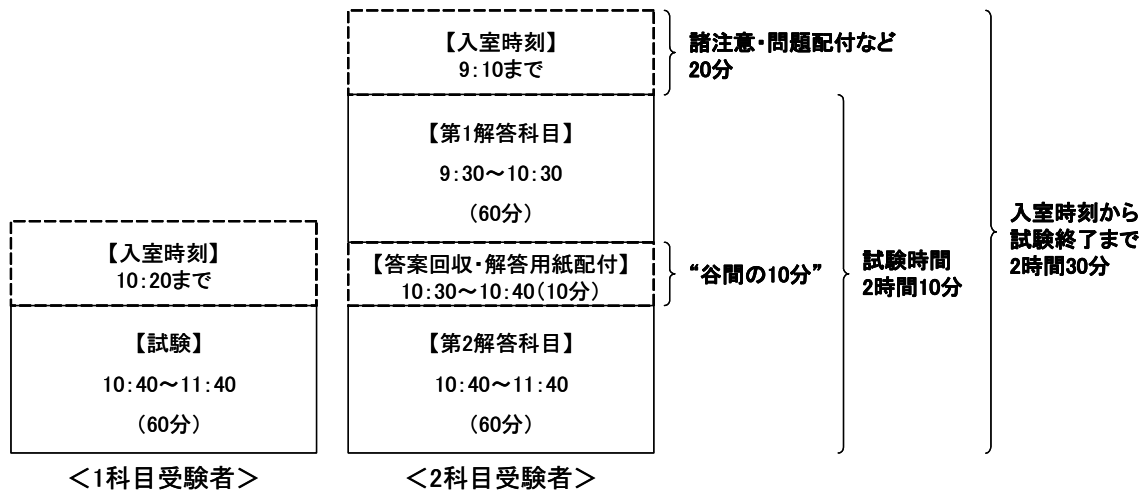 【入室時刻】
9:10まで
諸注意・問題配付など
20分
【第1解答科目】
9:30～10:30
（60分）
【入室時刻】
10:20まで
【答案回収・解答用紙配付】
10:30～10:40（10分）
“谷間の10分”
試験時間
2時間10分
入室時刻から
試験終了まで
2時間30分
【試験】
10:40～11:40
（60分）
【第2解答科目】
10:40～11:40
（60分）
＜1科目受験者＞
＜2科目受験者＞